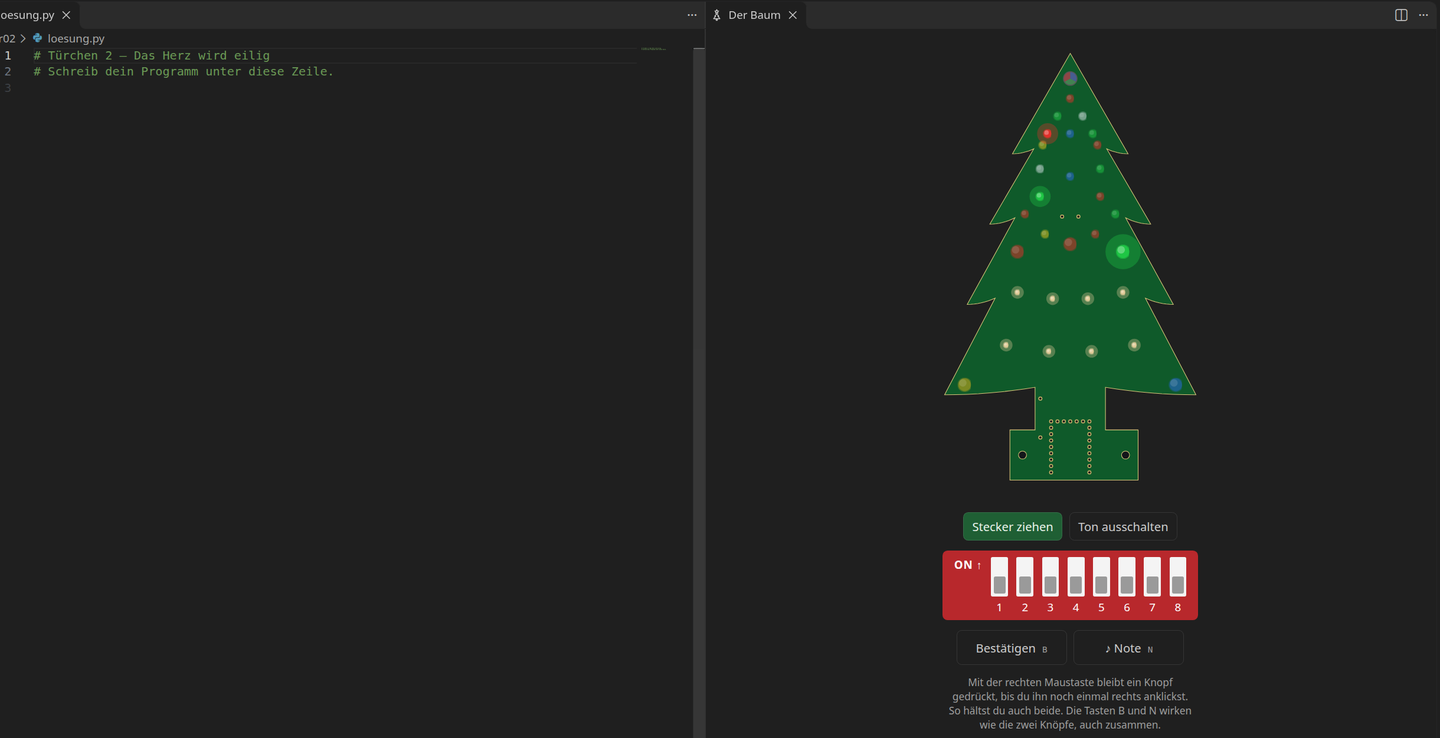 oesung.py
r02 > loesung.py
1 # Türchen 2 — Das Herz wird eilig
2 # Schreib dein Programm unter diese Zeile.
3
Der Baum
Stecker ziehen
Ton ausschalten
ON ↑
1 2 3 4 5 6 7 8
Bestätigen B
♪ Note N
Mit der rechten Maustaste bleibt ein Knopf
gedrückt, bis du ihn noch einmal rechts anklickst.
So hältst du auch beide. Die Tasten B und N wirken
wie die zwei Knöpfe, auch zusammen.